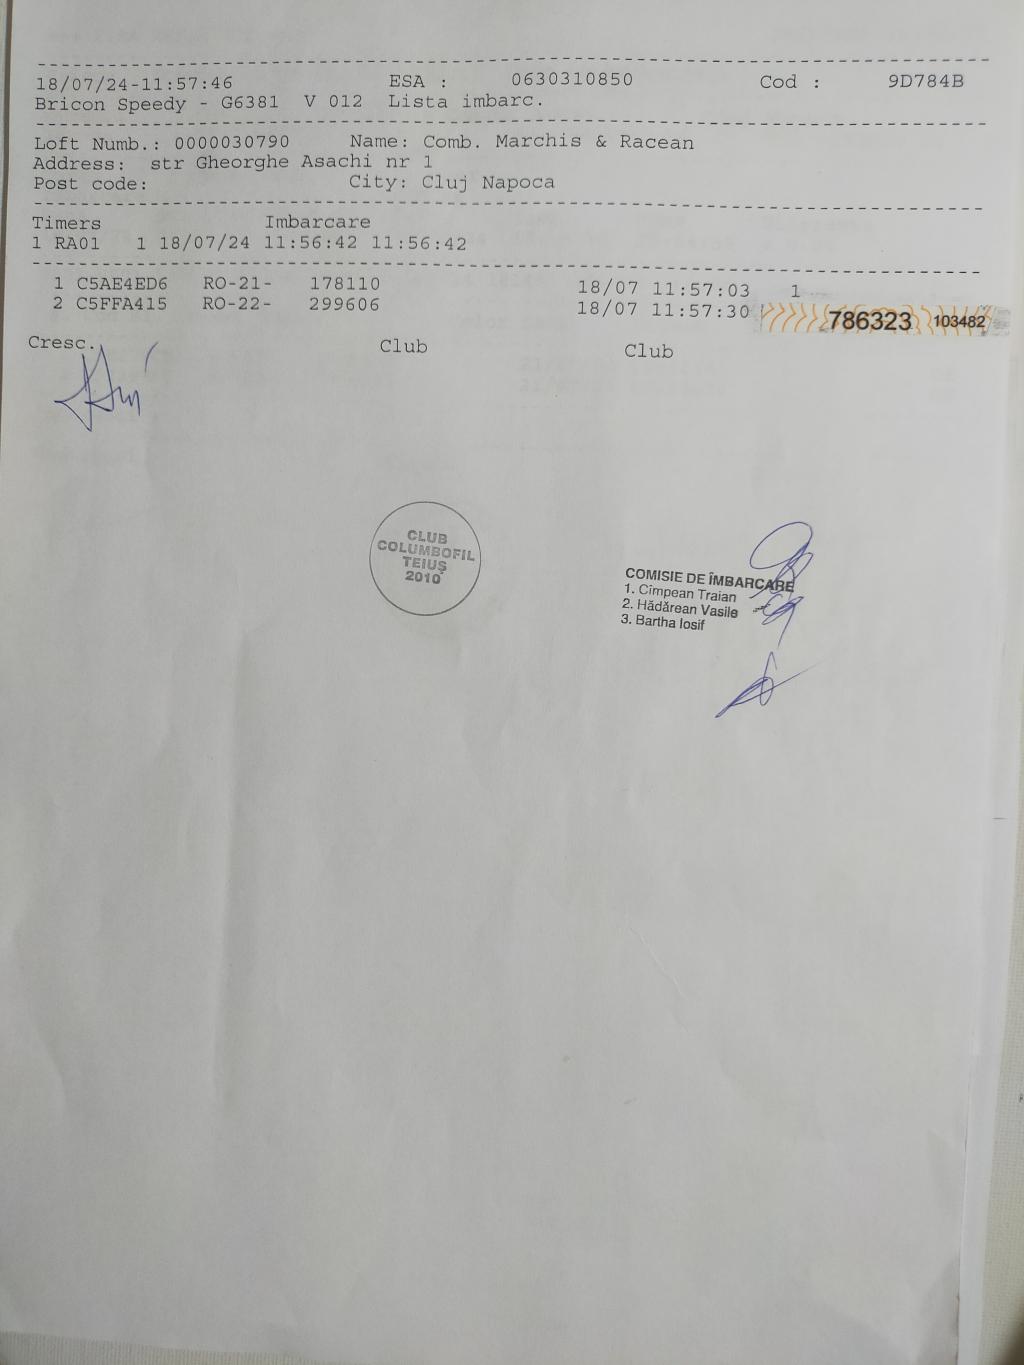 18/07/24-11:57:46 ESA : 0630310850 Cod : 9D784B
Bricon Speedy - G6381 V 012 Lista imbarc.
Loft Numb.: 0000030790 Name: Comb. Marchis & Racean
Address: str Gheorghe Asachi nr 1
Post code: City: Cluj Napoca
Timers Imbarcare
1 RA01 1 18/07/24 11:56:42 11:56:42
1 C5AE4ED6 RO-21- 178110 18/07 11:57:03 1
2 C5FFA415 RO-22- 299606 18/07 11:57:30 786323 103482
Cresc. Club Club
CLUB
COLUMBOFIL
TEIUŞ
2010
COMISIE DE ÎMBARCARE
1. Cîmpean Traian
2. Hădărean Vasile
3. Bartha Iosif